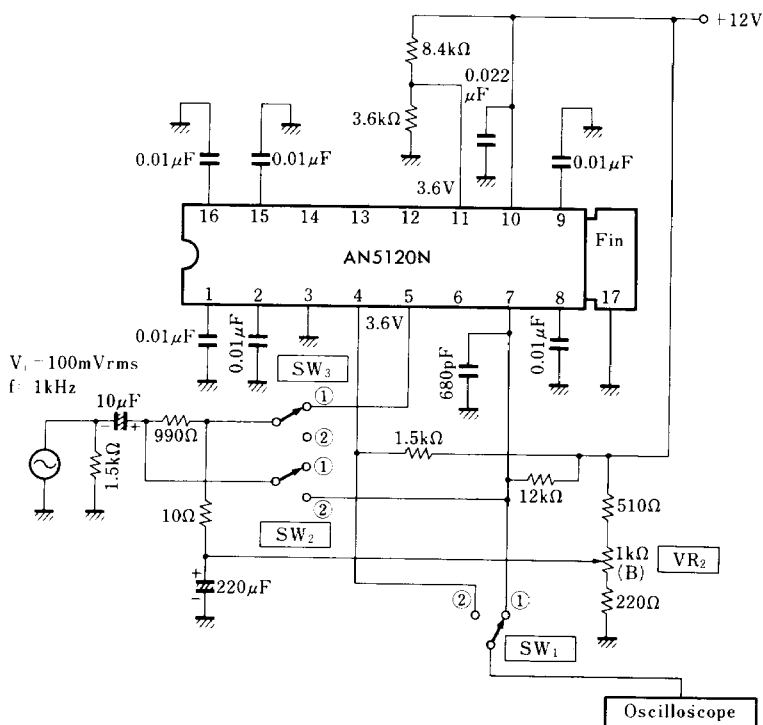 +12V
8.4kΩ
0.022
μF
3.6kΩ
0.01μF
0.01μF
0.01μF
3.6V
16 15 14 13 12 11 10 9
Fin
AN5120N
1 2 3 4 5 6 7 8 17
3.6V
0.01μF
0.01μF
680pF
0.01μF
Vi = 100mVrms
f= 1kHz
SW3
10μF
①
- +
990Ω
②
1.5kΩ
①
1.5kΩ
12kΩ
510Ω
10Ω
②
SW2
1kΩ
(B)
VR2
+
220μF
-
②
①
220Ω
SW1
Oscilloscope